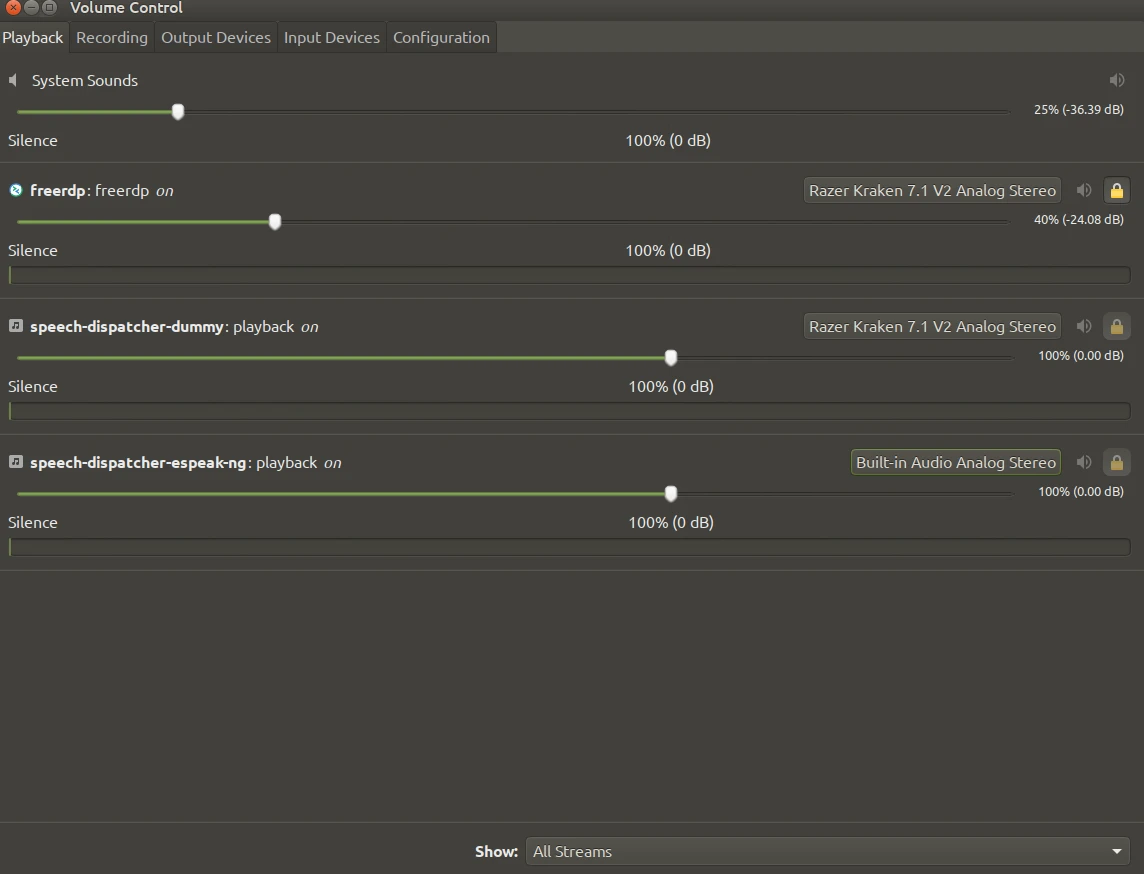 Volume Control
Playback Recording Output Devices Input Devices Configuration
System Sounds
25% (-36.39 dB)
Silence 100% (0 dB)
freerdp: freerdp on Razer Kraken 7.1 V2 Analog Stereo
40% (-24.08 dB)
Silence 100% (0 dB)
speech-dispatcher-dummy: playback on Razer Kraken 7.1 V2 Analog Stereo
100% (0.00 dB)
Silence 100% (0 dB)
speech-dispatcher-espeak-ng: playback on Built-in Audio Analog Stereo
100% (0.00 dB)
Silence 100% (0 dB)
Show: All Streams